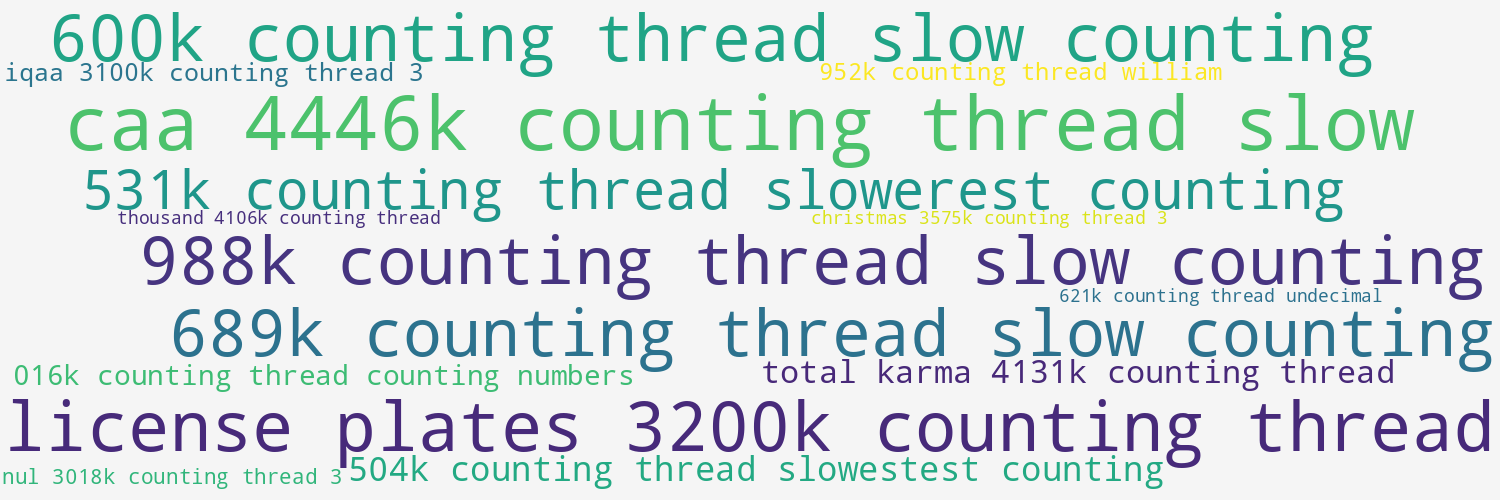 600k counting thread slow counting
iqaa 3100k counting thread 3
952k counting thread william
caa 4446k counting thread slow
531k counting thread slowerest counting
thousand 4106k counting thread
christmas 3575k counting thread 3
988k counting thread slow counting
621k counting thread undecimal
689k counting thread slow counting
016k counting thread counting numbers
total karma 4131k counting thread
license plates 3200k counting thread
nul 3018k counting thread 3
504k counting thread slowestest counting